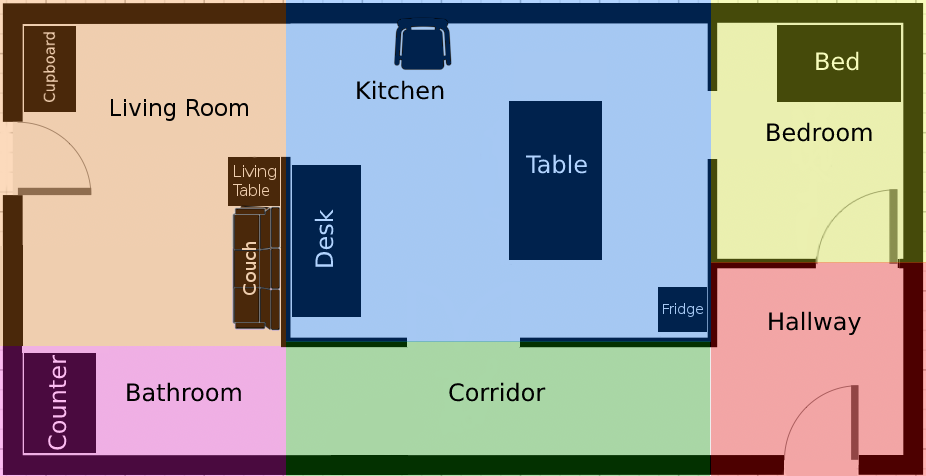 Cupboard
Living Room
Kitchen
Bed
Bedroom
Table
Living
Table
Desk
Couch
Fridge
Hallway
Counter
Bathroom
Corridor